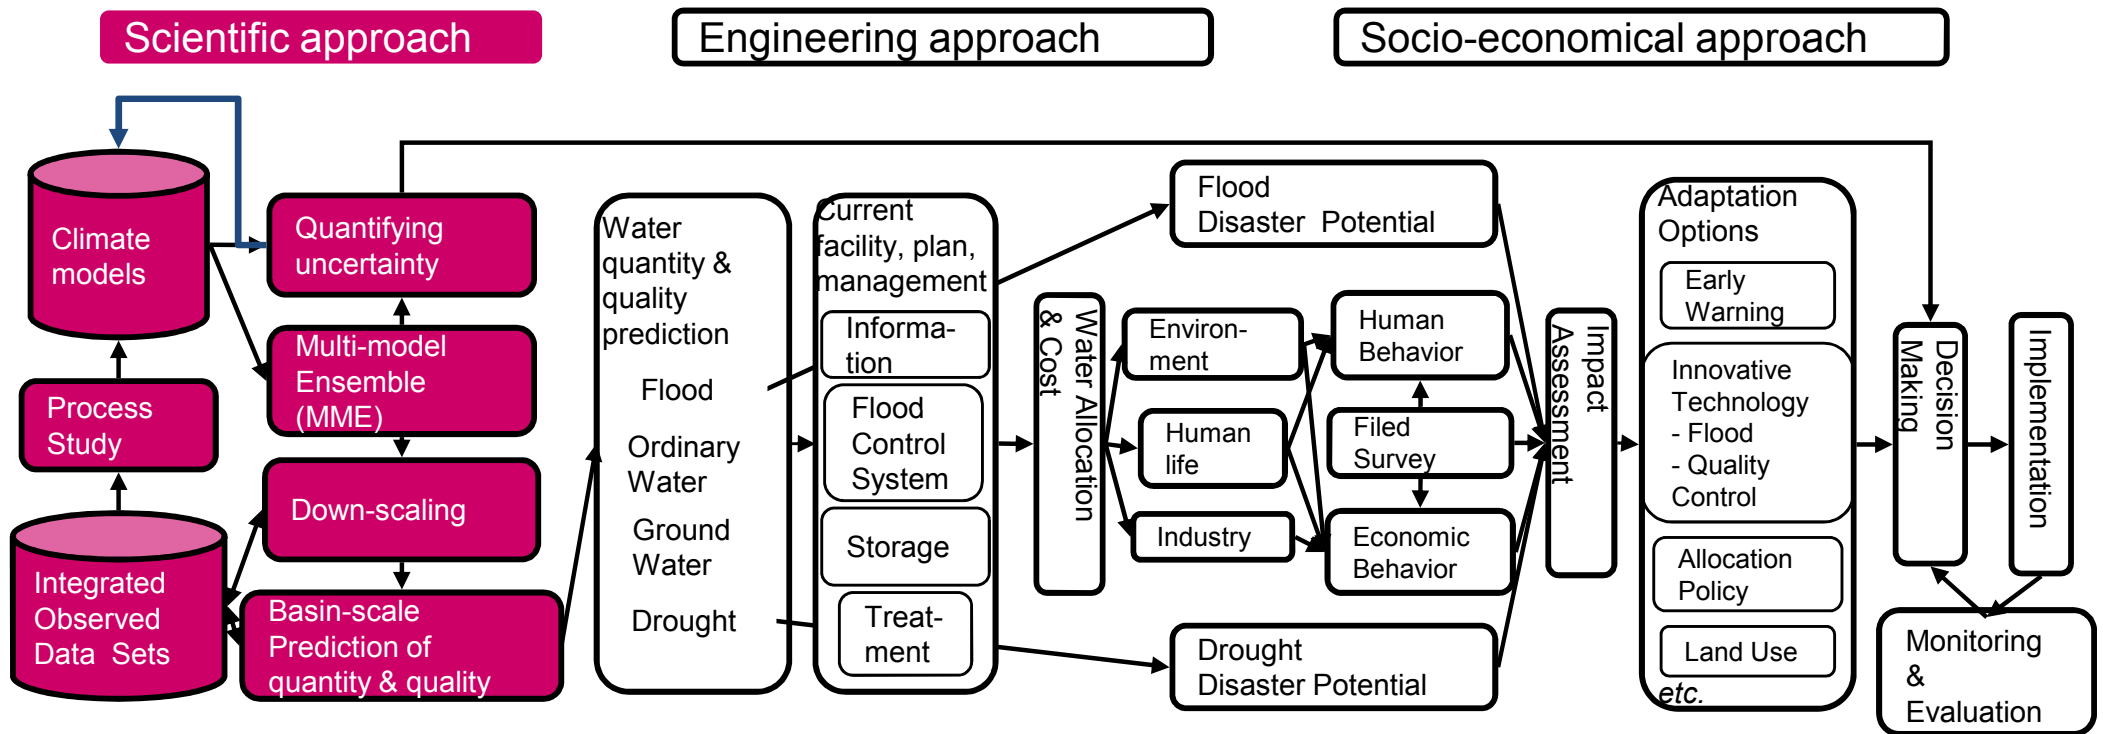 Scientific approach
Engineering approach
Socio-economical approach
Climate
models
Quantifying
uncertainty
Multi-model
Ensemble
(MME)
Process
Study
Down-scaling
Integrated
Observed
Data Sets
Basin-scale
Prediction of
quantity & quality
Water
quantity &
quality
prediction
Flood
Ordinary
Water
Ground
Water
Drought
Current
facility, plan,
management
Informa-
tion
Flood
Control
System
Storage
Treat-
ment
Flood
Disaster Potential
Water Allocation
& Cost
Environ-
ment
Human
life
Industry
Human
Behavior
Filed
Survey
Economic
Behavior
Drought
Disaster Potential
Impact
Assessment
Adaptation
Options
Early
Warning
Innovative
Technology
- Flood
- Quality
Control
Allocation
Policy
Land Use
etc.
Decision
Making
Implementation
Monitoring
&
Evaluation